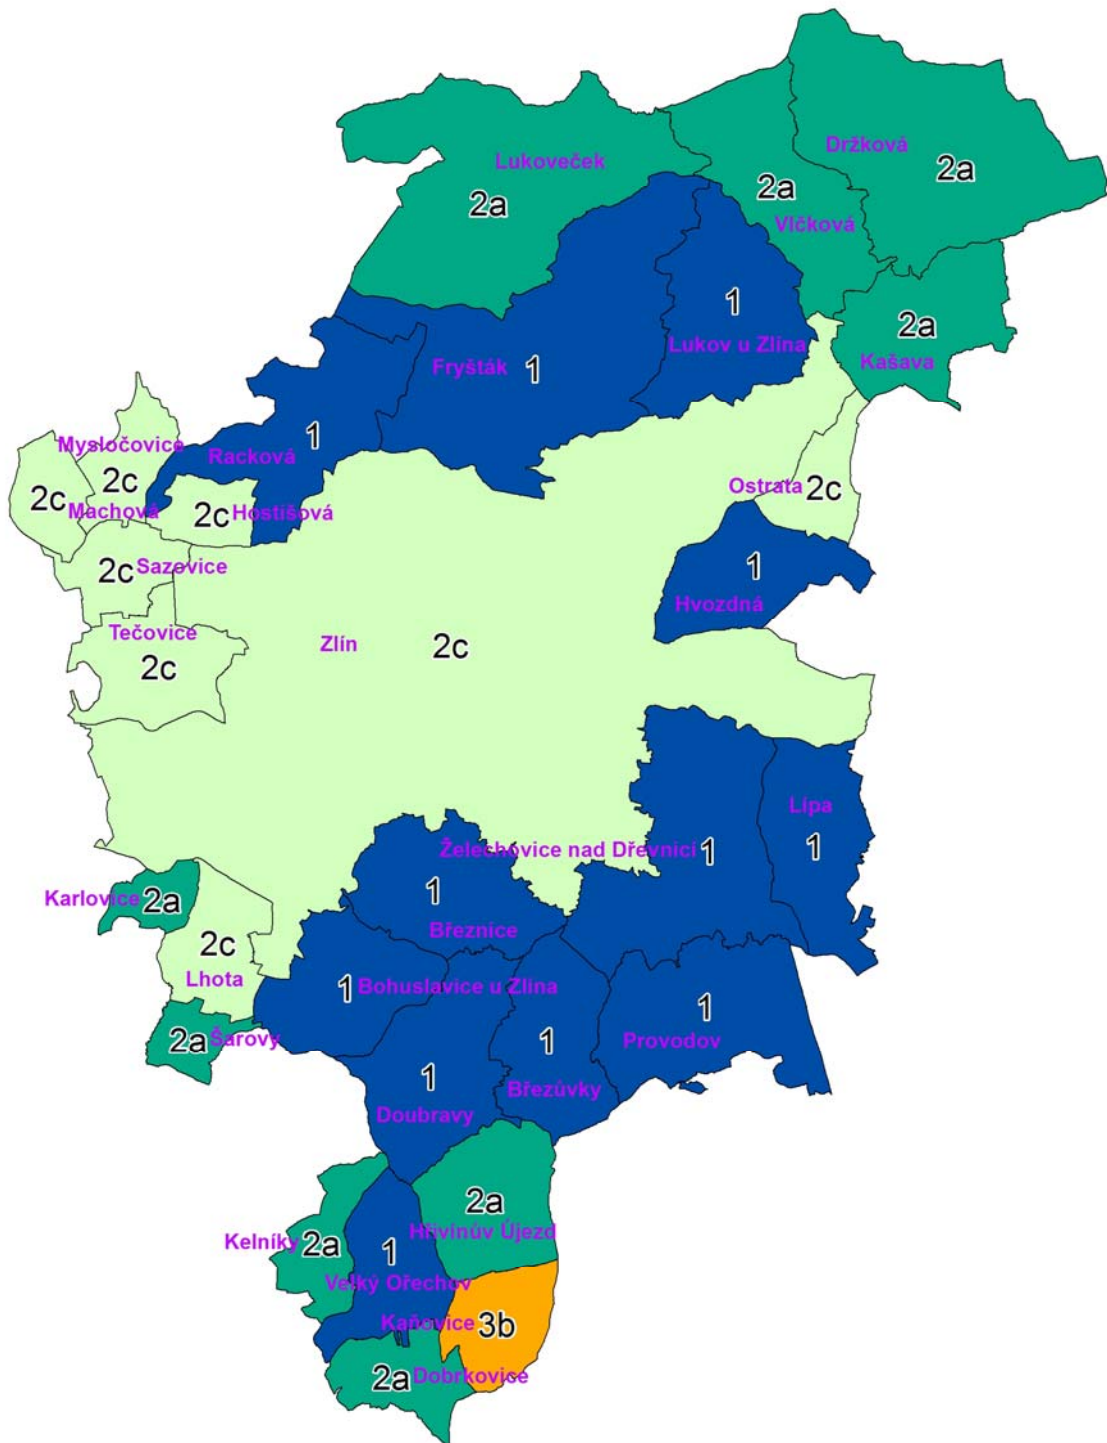 Držková
2a
Lukoveček
2a
2a
Vlčková
1
Lukov u Zlína
2a
Kašava
Fryšták
1
Racková
1
Mysločovice
2c
2c
Machová
2c
Hostišová
Ostrata
2c
2c
Sazovice
1
Hvozdná
Tečovice
2c
Zlín
2c
Lípa
1
Želechovice nad Dřevnicí
1
Karlovice
2a
1
Březnice
2c
Lhota
1
Bohuslavice u Zlína
1
Provodov
2a
Šarovy
1
Březůvky
1
Doubravy
2a
Hřivínův Újezd
Kelníky
2a
1
Velký Ořechov
Kaňovice
3b
2a
Dobrkovice